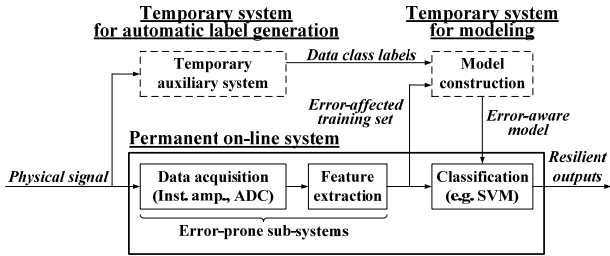 Temporary system
for automatic label generation
Temporary system
for modeling
Temporary
auxiliary system
Data class labels
Model
construction
Error-affected
training set
Error-aware
model
Permanent on-line system
Resilient
outputs
Physical signal
Data acquisition
(Inst. amp., ADC)
Feature
extraction
Classification
(e.g. SVM)
Error-prone sub-systems